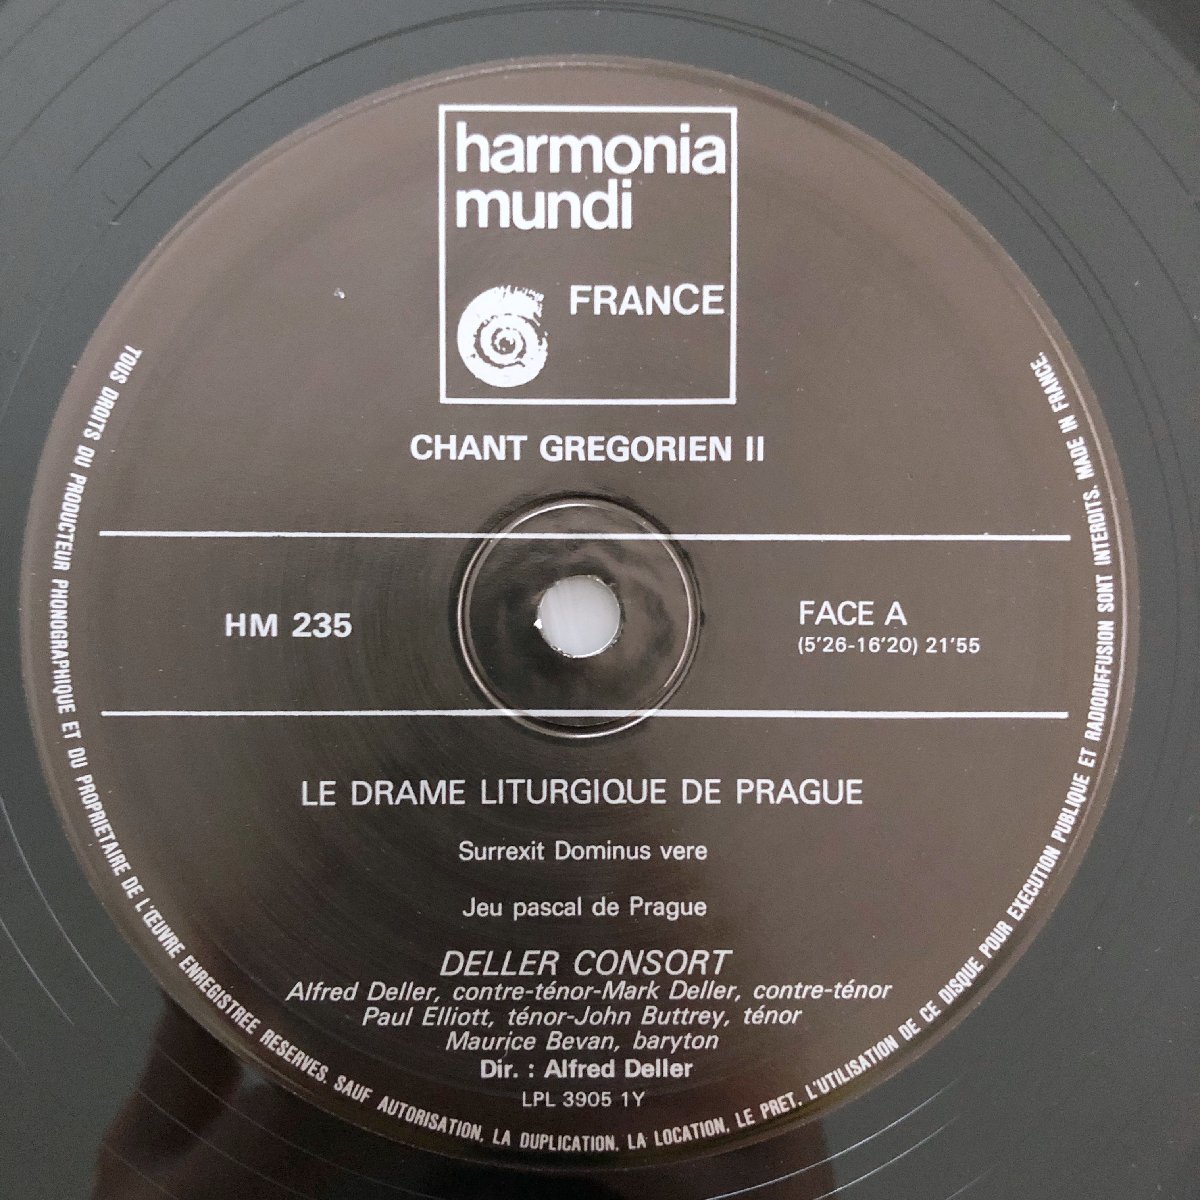 harmonia
mundi
FRANCE
CHANT GREGORIEN II
HM 235
FACE A
(5'26-16'20) 21'55
LE DRAME LITURGIQUE DE PRAGUE
Surrexit Dominus vere
Jeu pascal de Prague
DELLER CONSORT
Alfred Deller, contre-ténor-Mark Deller, contre-ténor
Paul Elliott, ténor-John Buttrey, ténor
Maurice Bevan, baryton
Dir. : Alfred Deller
LPL 3905 1Y
TOUS DROITS DU PRODUCTEUR PHONOGRAPHIQUE ET DU PROPRIETAIRE DE L'ŒUVRE ENREGISTREE RESERVES. SAUF AUTORISATION, LA DUPLICATION, LA LOCATION, LE PRET, L'UTILISATION DE CE DISQUE POUR EXECUTION PUBLIQUE ET RADIODIFFUSION SONT INTERDITS. MADE IN FRANCE.